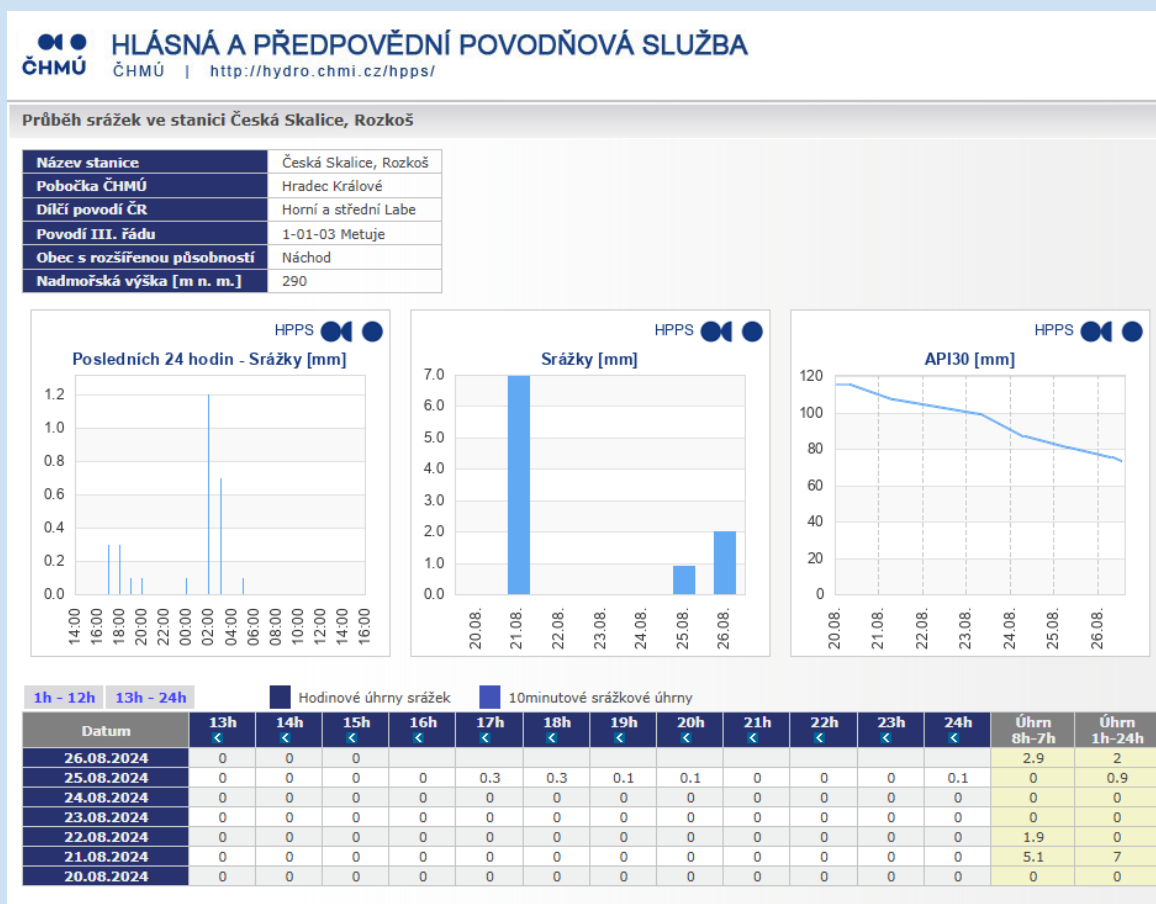 HLÁSNÁ A PŘEDPOVĚDNÍ POVODŇOVÁ SLUŽBA
ČHMÚ ČHMÚ | http://hydro.chmi.cz/hpps/
Průběh srážek ve stanici Česká Skalice, Rozkoš
Název stanice Česká Skalice, Rozkoš
Pobočka ČHMÚ Hradec Králové
Dílčí povodí ČR Horní a střední Labe
Povodí III. řádu 1-01-03 Metuje
Obec s rozšířenou působností Náchod
Nadmořská výška [m n. m.] 290
HPPS
Posledních 24 hodin - Srážky [mm]
1.2
1.0
0.8
0.6
0.4
0.2
0.0
14:00 16:00 18:00 20:00 22:00 00:00 02:00 04:00 06:00 08:00 10:00 12:00 14:00 16:00
HPPS
Srážky [mm]
7.0
6.0
5.0
4.0
3.0
2.0
1.0
0.0
20.08. 21.08. 22.08. 23.08. 24.08. 25.08. 26.08.
HPPS
API30 [mm]
120
100
80
60
40
20
0
20.08. 21.08. 22.08. 23.08. 24.08. 25.08. 26.08.
1h - 12h 13h - 24h Hodinové úhrny srážek 10minutové srážkové úhrny
Datum 13h 14h 15h 16h 17h 18h 19h 20h 21h 22h 23h 24h Úhrn 8h-7h Úhrn 1h-24h
26.08.2024 0 0 0 2.9 2
25.08.2024 0 0 0 0 0.3 0.3 0.1 0.1 0 0 0 0.1 0 0.9
24.08.2024 0 0 0 0 0 0 0 0 0 0 0 0 0 0
23.08.2024 0 0 0 0 0 0 0 0 0 0 0 0 0 0
22.08.2024 0 0 0 0 0 0 0 0 0 0 0 0 1.9 0
21.08.2024 0 0 0 0 0 0 0 0 0 0 0 0 5.1 7
20.08.2024 0 0 0 0 0 0 0 0 0 0 0 0 0 0